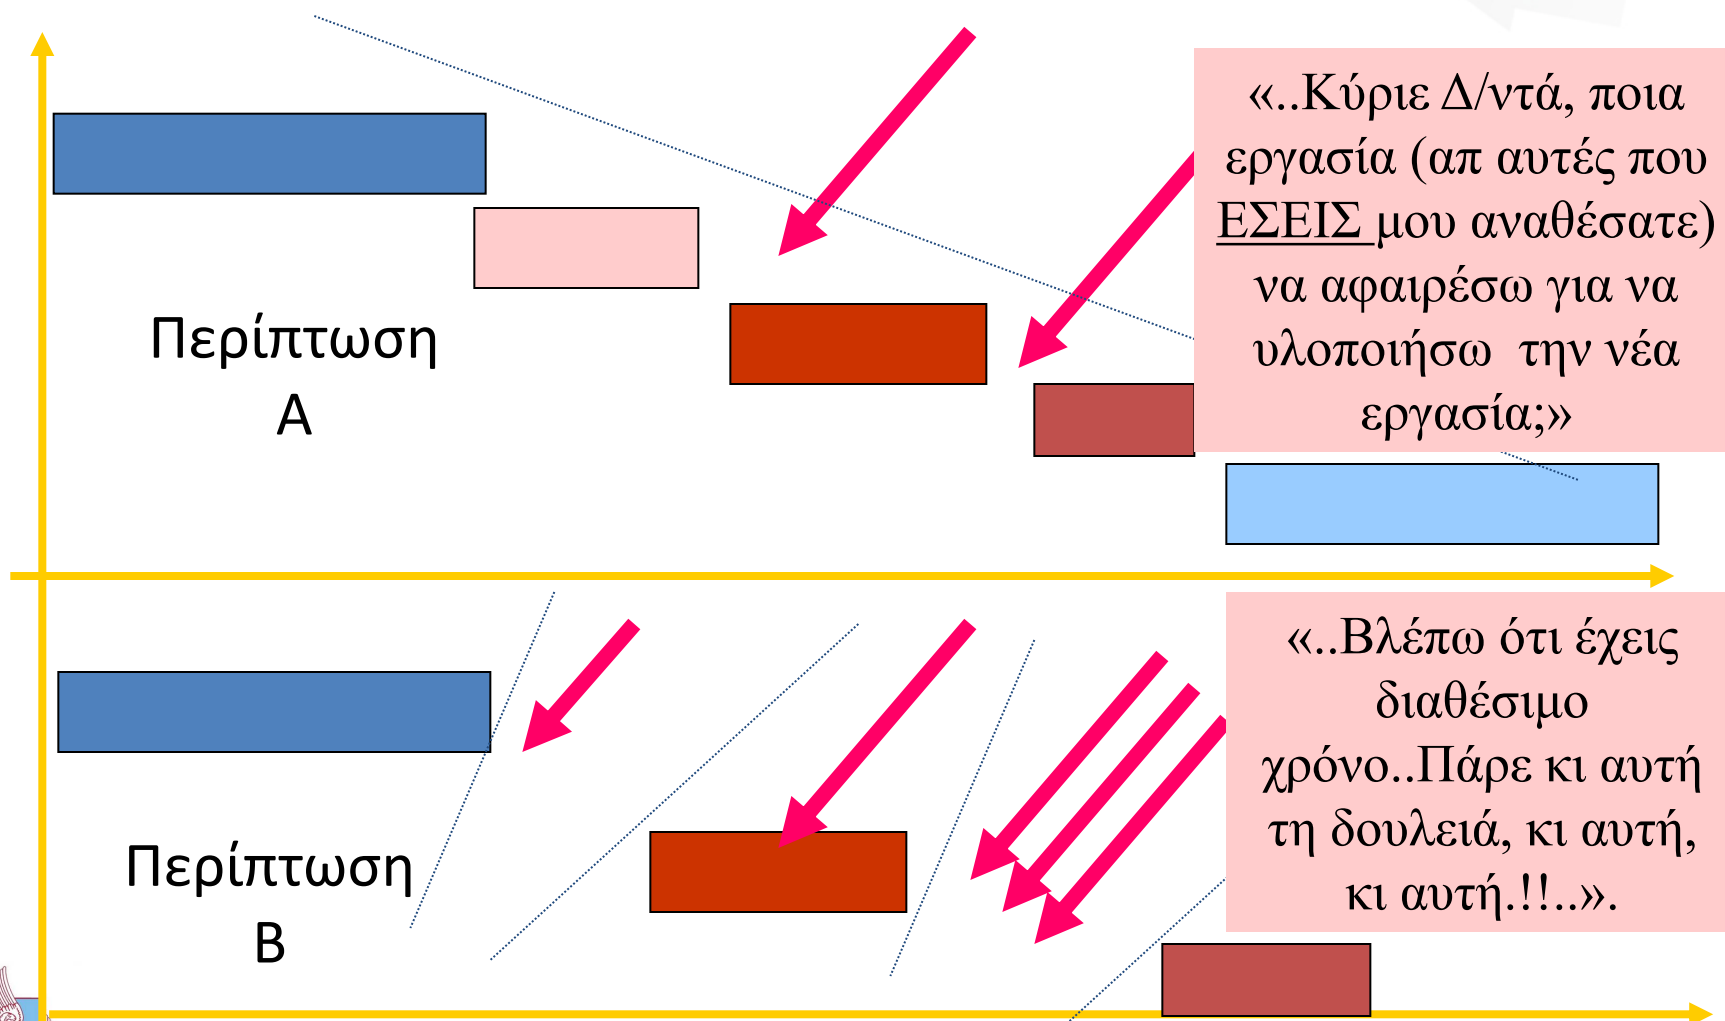 «..Κύριε Δ/ντά, ποια
εργασία (απ αυτές που
ΕΣΕΙΣ μου αναθέσατε)
να αφαιρέσω για να
υλοποιήσω την νέα
εργασία;»
Περίπτωση
Α
«..Βλέπω ότι έχεις
διαθέσιμο
χρόνο..Πάρε κι αυτή
τη δουλειά, κι αυτή,
κι αυτή.!!..».
Περίπτωση
Β